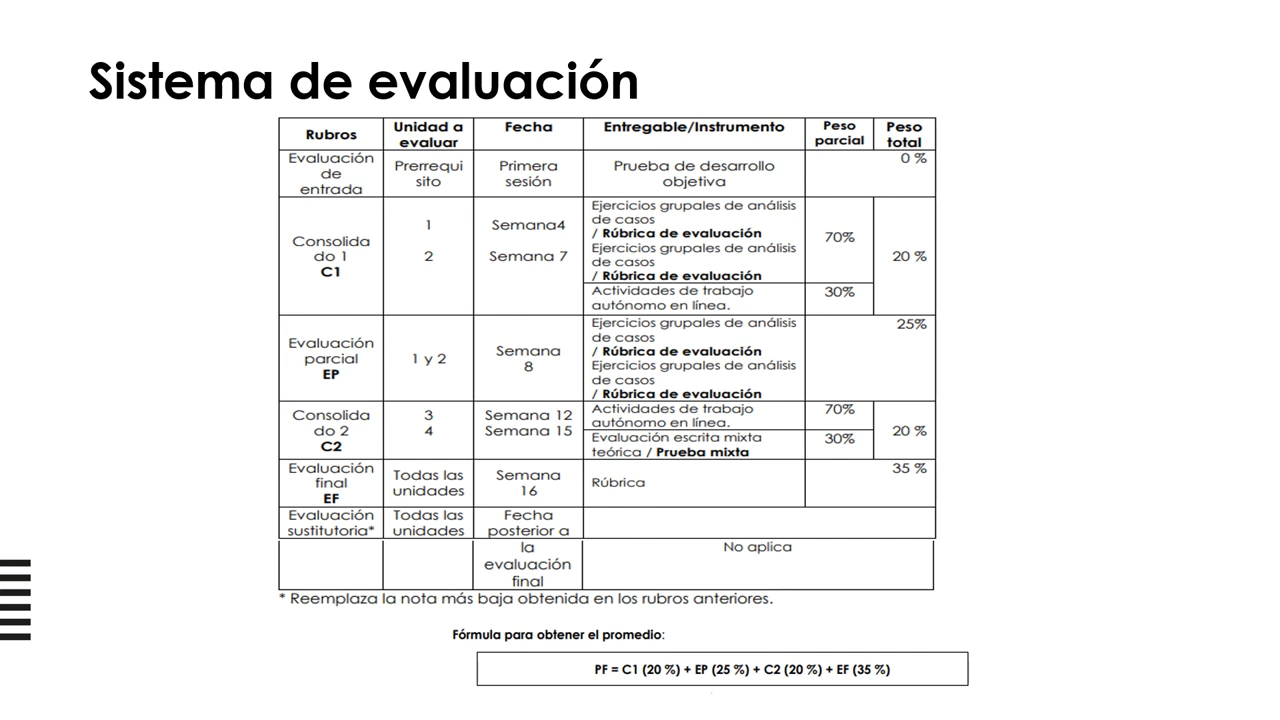 Sistema de evaluación
Rubros
Unidad a
evaluar
Fecha
Entregable/Instrumento
Peso
parcial
Peso
total
Evaluación
de
entrada
Prerrequi
sito
Primera
sesión
Prueba de desarrollo
objetiva
0 %
Consolida
do 1
C1
1
2
Semana4
Semana 7
Ejercicios grupales de análisis
de casos
/ Rúbrica de evaluación
Ejercicios grupales de análisis
de casos
/ Rúbrica de evaluación
70%
Actividades de trabajo
autónomo en línea.
30%
20 %
Evaluación
parcial
EP
1 y 2
Semana
8
Ejercicios grupales de análisis
de casos
/ Rúbrica de evaluación
Ejercicios grupales de análisis
de casos
/ Rúbrica de evaluación
25%
Consolida
do 2
C2
3
4
Semana 12
Semana 15
Actividades de trabajo
autónomo en línea.
70%
Evaluación escrita mixta
teórica / Prueba mixta
30%
20 %
Evaluación
final
EF
Todas las
unidades
Semana
16
Rúbrica
35 %
Evaluación
sustitutoria*
Todas las
unidades
Fecha
posterior a
la
evaluación
final
No aplica
* Reemplaza la nota más baja obtenida en los rubros anteriores.
Fórmula para obtener el promedio:
PF = C1 (20 %) + EP (25 %) + C2 (20 %) + EF (35 %)